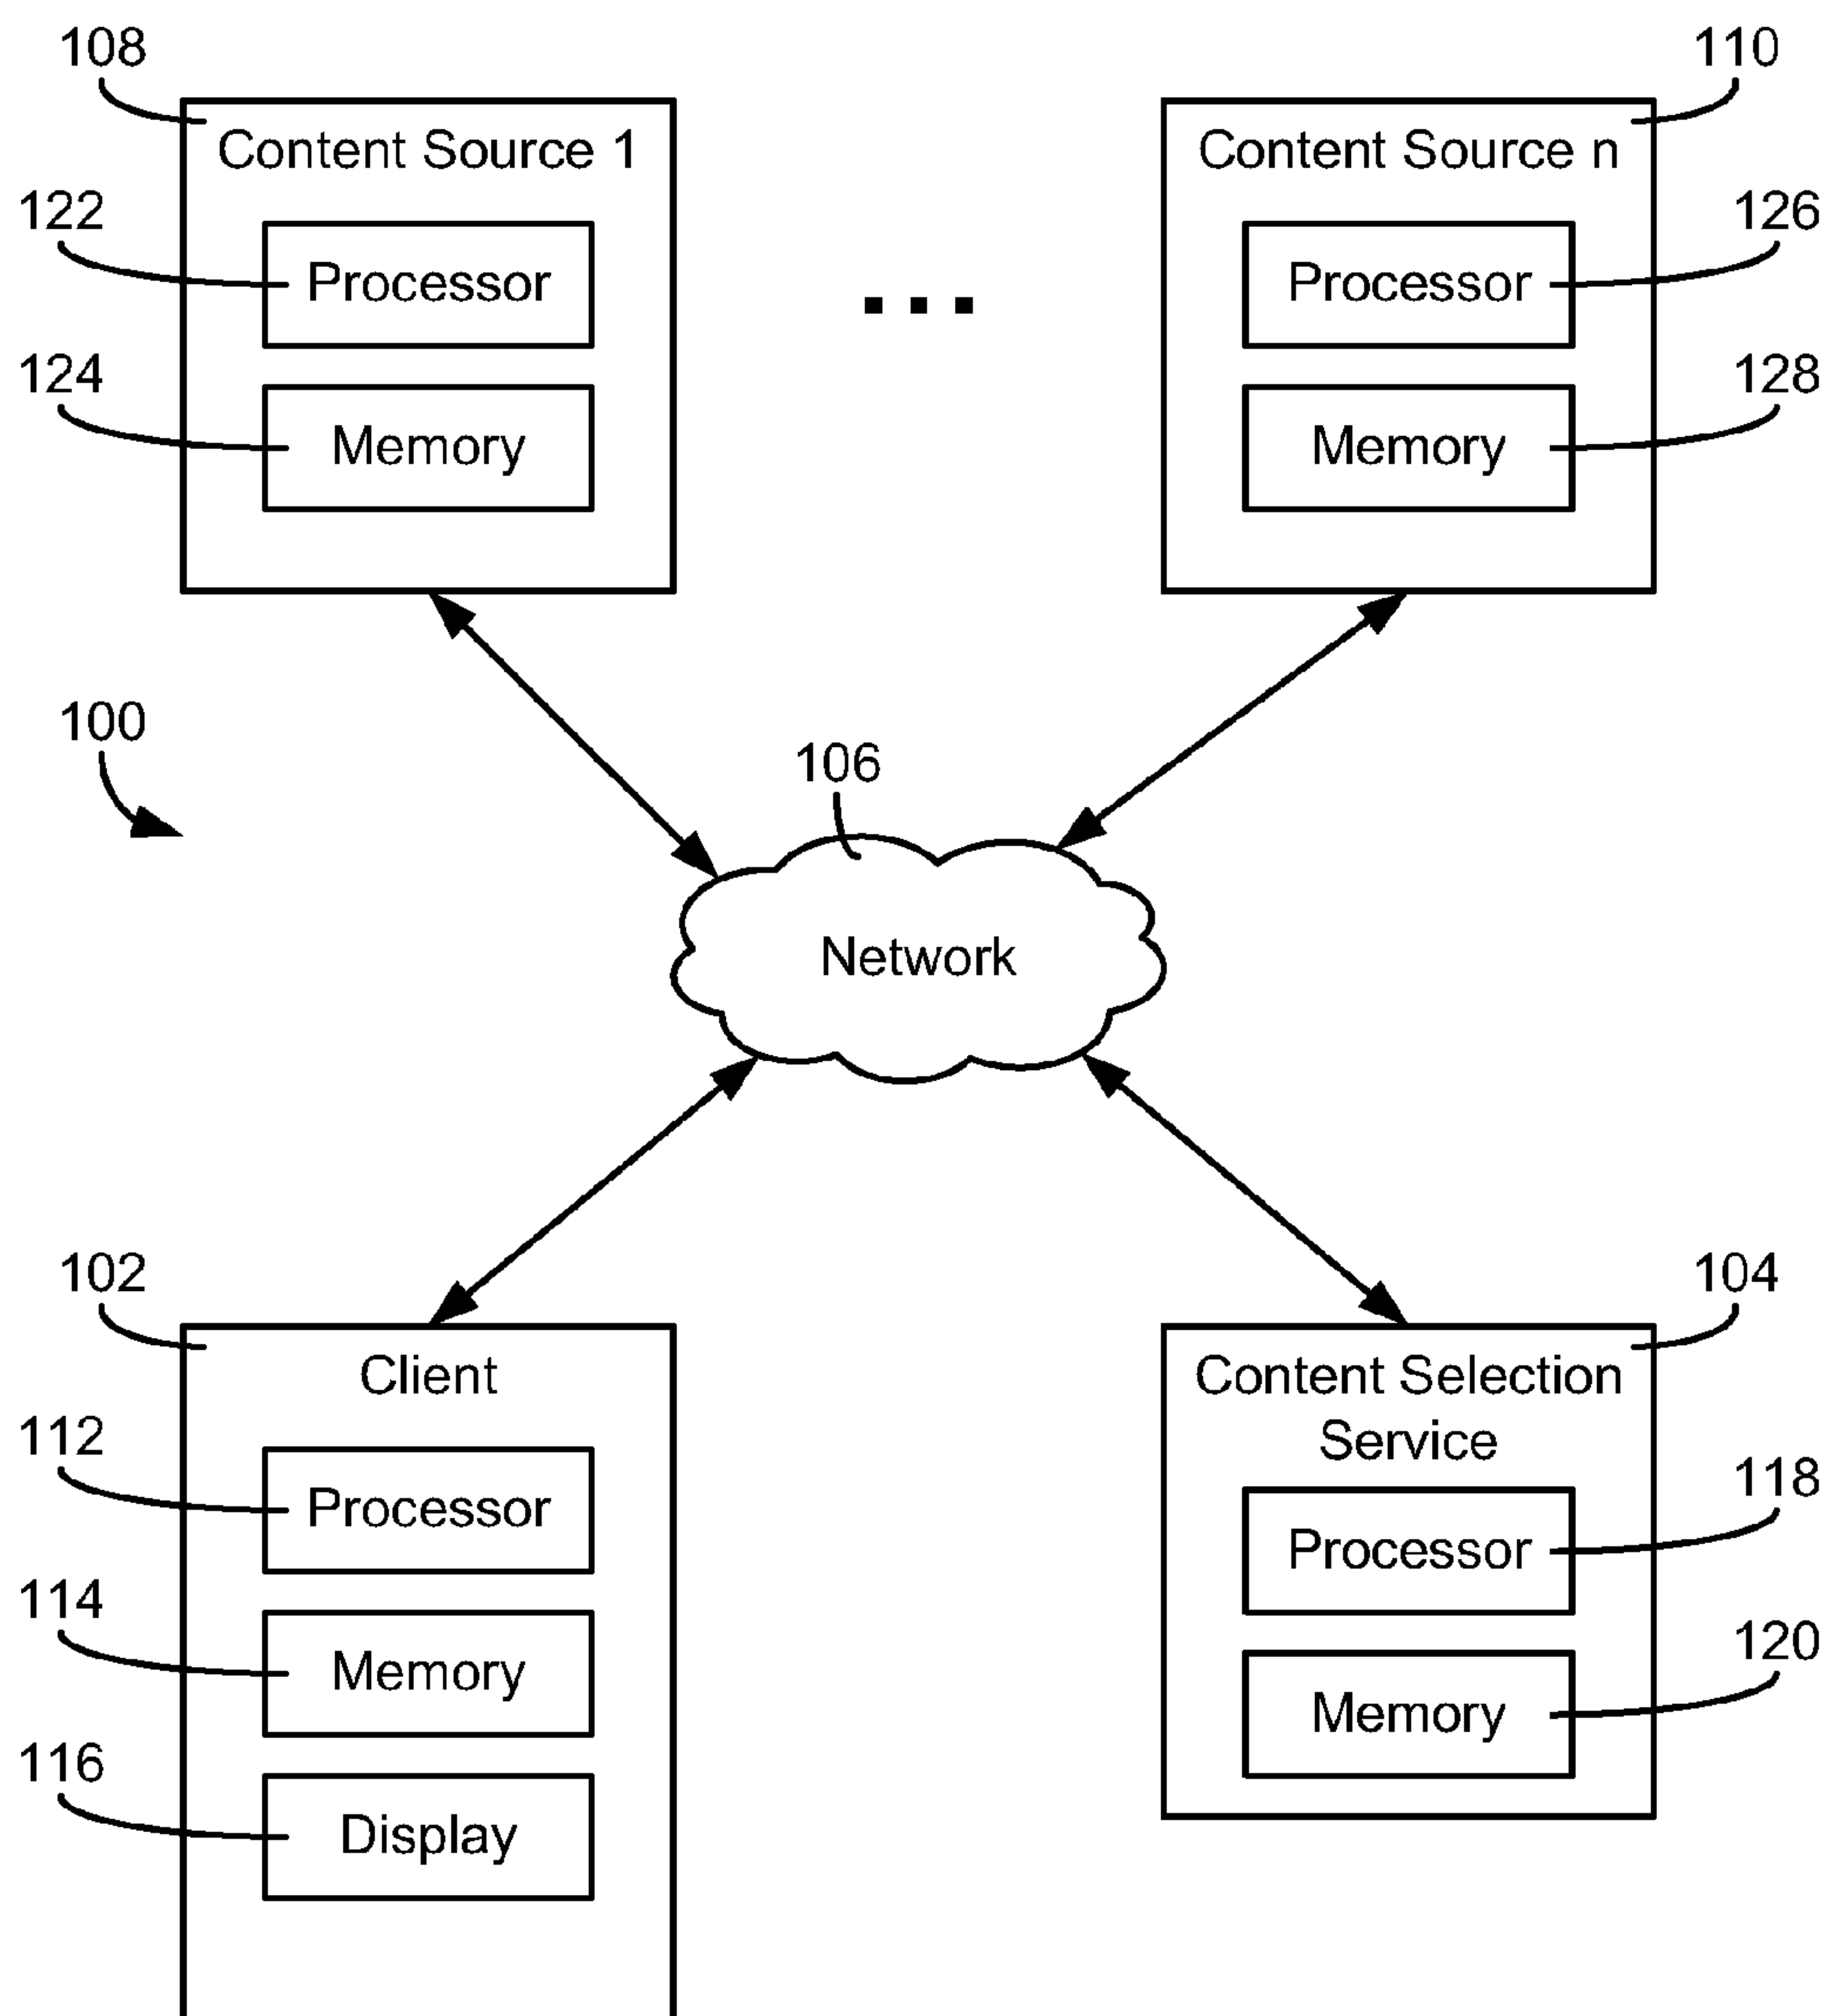 108
110
Content Source 1
Content Source n
122
126
Processor
Processor
124
128
Memory
Memory
...
100
106
Network
102
104
Client
Content Selection
Service
112
118
Processor
Processor
114
120
Memory
Memory
116
Display